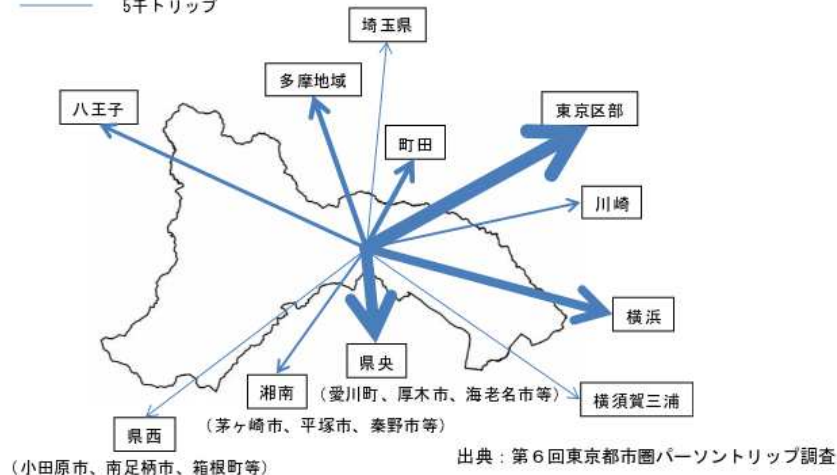 5千トリップ
埼玉県
多摩地域
八王子
東京区部
町田
川崎
横浜
県央
(愛川町、厚木市、海老名市等)
湘南
(茅ヶ崎市、平塚市、秦野市等)
横須賀三浦
県西
(小田原市、南足柄市、箱根町等)
出典：第６回東京都市圏パーソントリップ調査